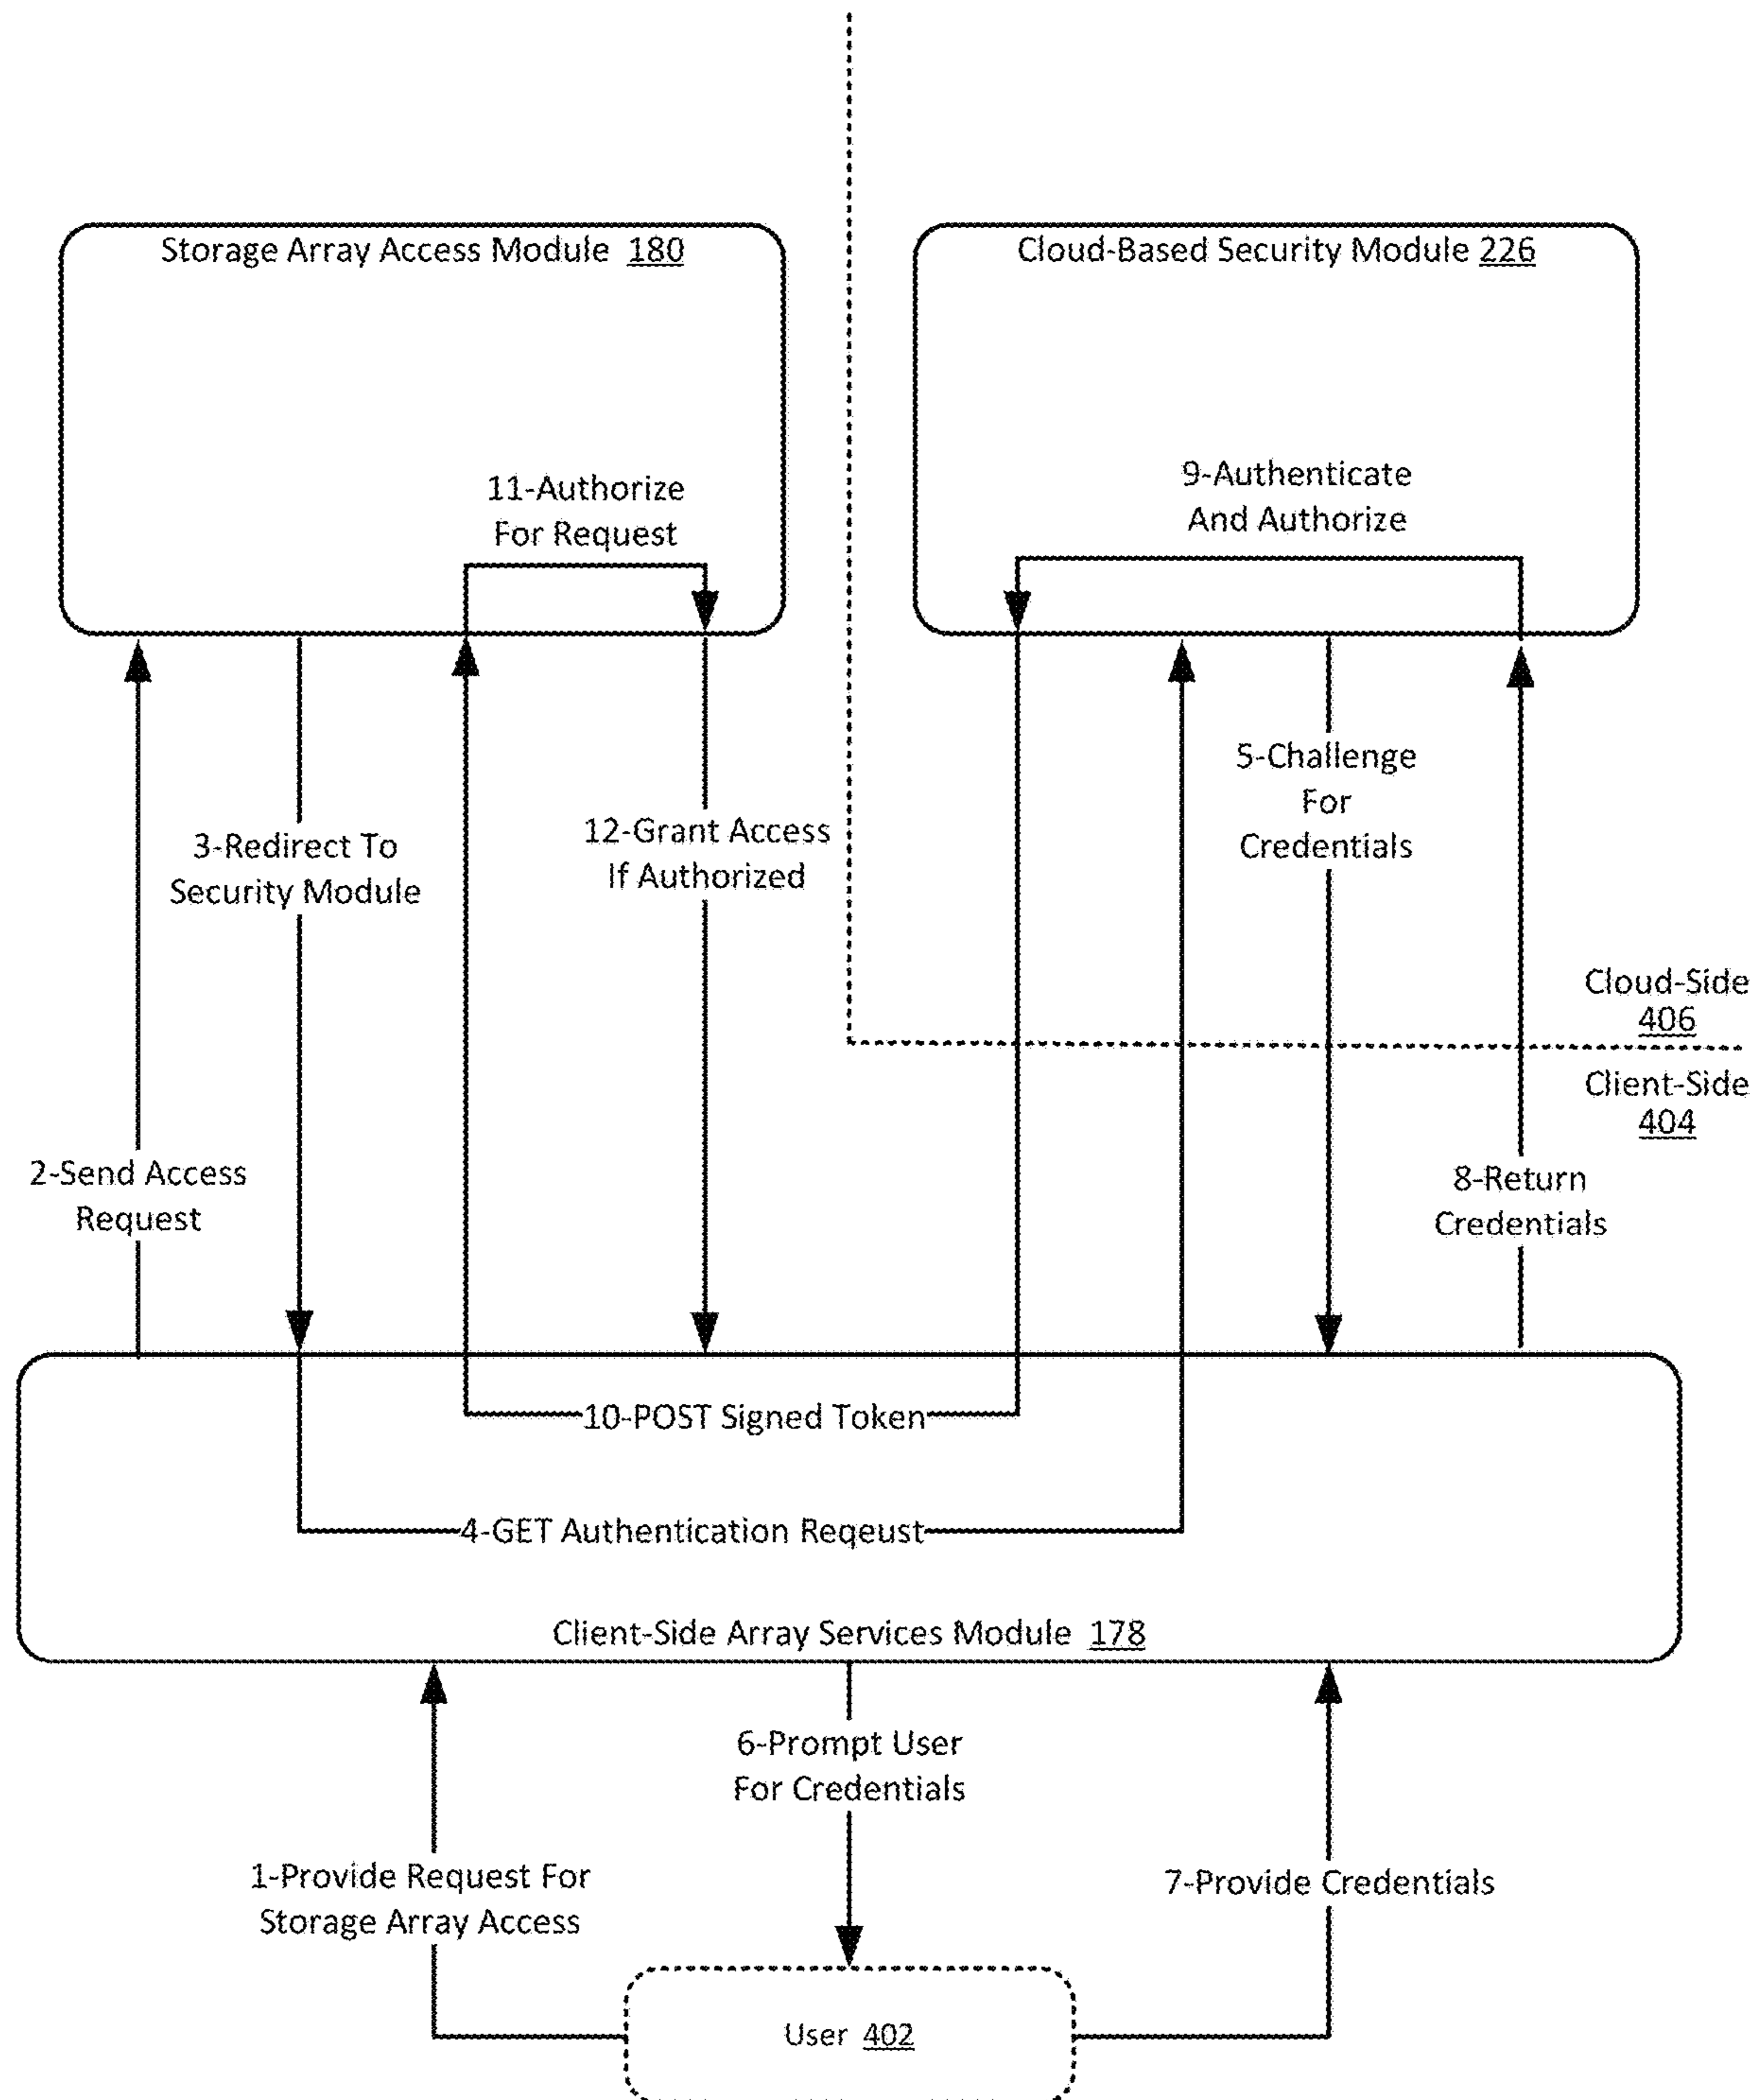 Storage Array Access Module 180
Cloud-Based Security Module 226
11-Authorize
For Request
9-Authenticate
And Authorize
5-Challenge
For
Credentials
3-Redirect To
Security Module
12-Grant Access
If Authorized
Cloud-Side
406
Client-Side
404
2-Send Access
Request
8-Return
Credentials
10-POST Signed Token
4-GET Authentication Reqeust
Client-Side Array Services Module 178
6-Prompt User
For Credentials
1-Provide Request For
Storage Array Access
7-Provide Credentials
User 402